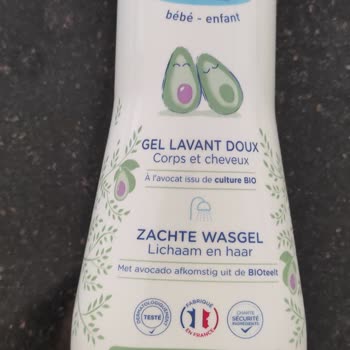 bébé - enfant
GEL LAVANT DOUX
Corps et cheveux
À l'avocat issu de culture BIO
ZACHTE WASGEL
Lichaam en haar
Met avocado afkomstig uit de BIOteelt
DERMATOLOGIQUEMENT
TESTÉ
FABRIQUÉ
EN FRANCE
CHARTE
SÉCURITÉ
INGRÉDIENTS